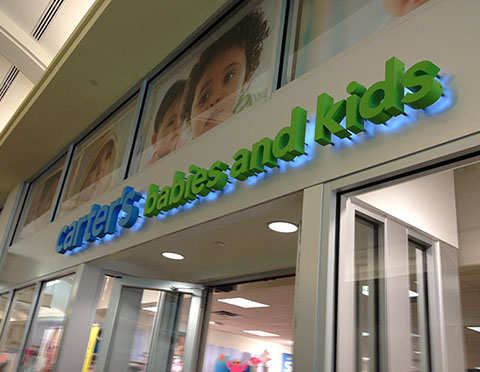 carter's babies and kids